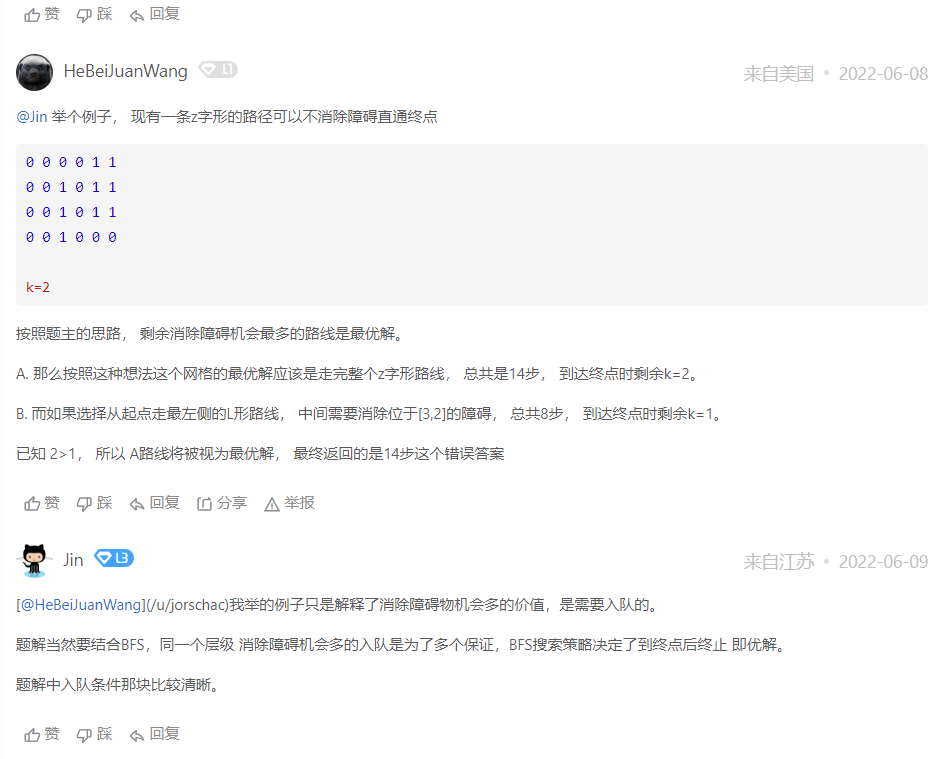 赞 踩 回复
HeBeiJuanWang L1 来自美国 • 2022-06-08
@Jin 举个例子， 现有一条z字形的路径可以不消除障碍直通终点
0 0 0 0 1 1
0 0 1 0 1 1
0 0 1 0 1 1
0 0 1 0 0 0
k=2
按照题主的思路， 剩余消除障碍机会最多的路线是最优解。
A. 那么按照这种想法这个网格的最优解应该是走完整个z字形路线， 总共是14步， 到达终点时剩余k=2。
B. 而如果选择从起点走最左侧的L形路线， 中间需要消除位于[3,2]的障碍， 总共8步， 到达终点时剩余k=1。
已知 2>1， 所以 A路线将被视为最优解， 最终返回的是14步这个错误答案
赞 踩 回复 分享 举报
Jin L3 来自江苏 • 2022-06-09
[@HeBeiJuanWang](/u/jorschac)我举的例子只是解释了消除障碍物机会多的价值，是需要入队的。
题解当然要结合BFS，同一个层级 消除障碍机会多的入队是为了多个保证，BFS搜索策略决定了到终点后终止 即优解。
题解中入队条件那块比较清晰。
赞 踩 回复